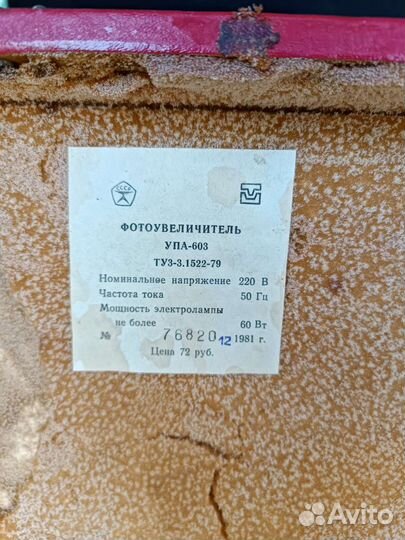 СССР
ФОТОУВЕЛИЧИТЕЛЬ
УПА-603
ТУЗ-3.1522-79
Номинальное напряжение 220 В
Частота тока 50 Гц
Мощность электролампы
не более 60 Вт
№ 76820 12 1981 г.
Цена 72 руб.
Avito